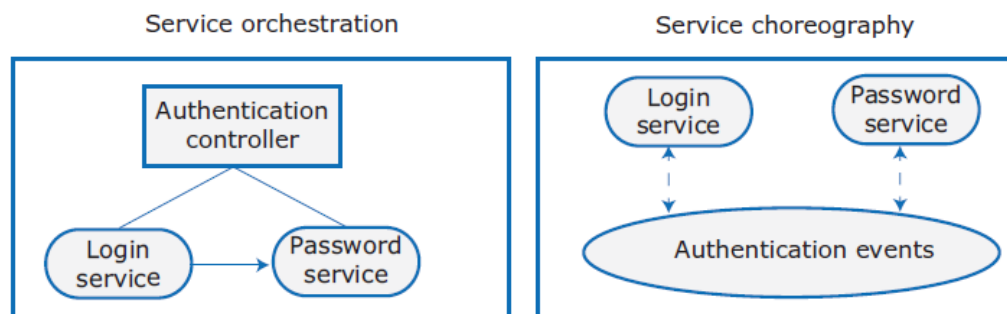 Service orchestration
Authentication
controller
Login
service
Password
service
Service choreography
Login
service
Password
service
Authentication events